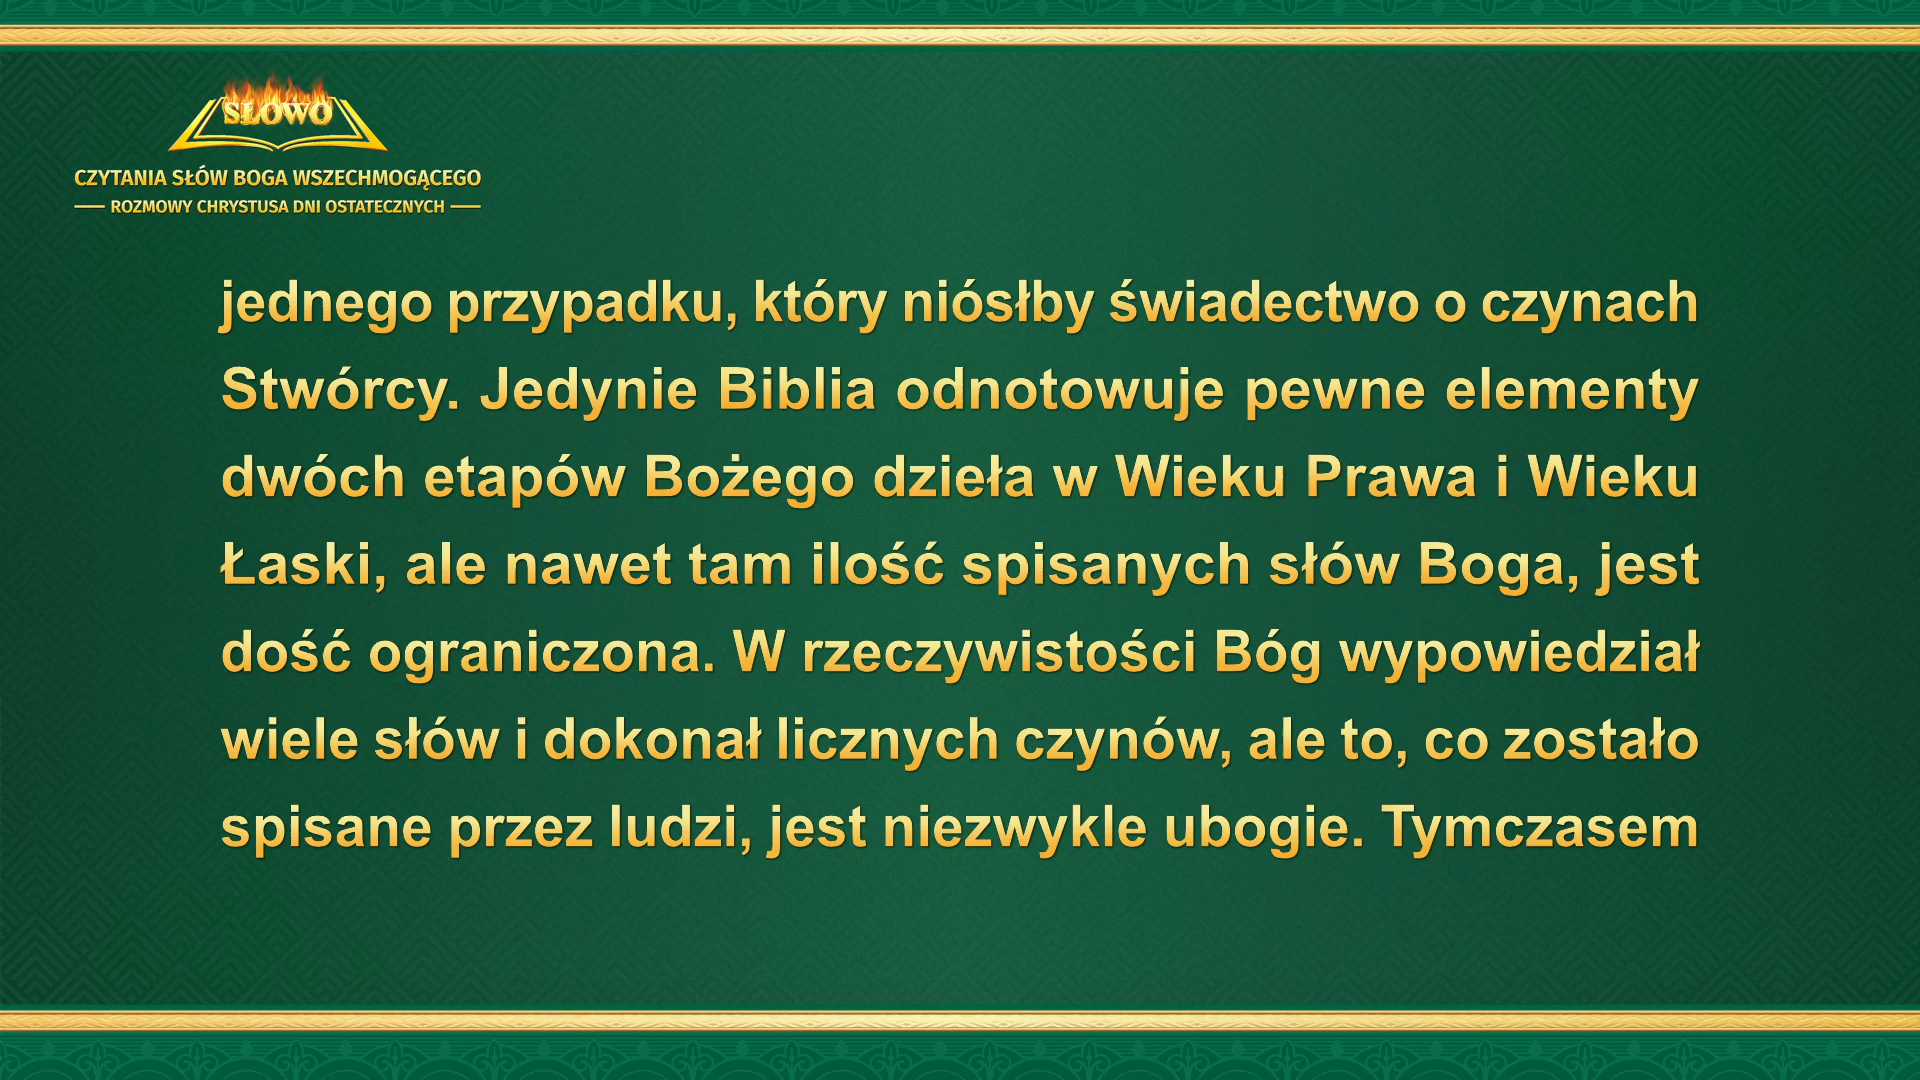 SŁOWO
CZYTANIA SŁÓW BOGA WSZECHMOGĄCEGO
ROZMOWY CHRYSTUSA DNI OSTATECZNYCH
jednego przypadku, który niósłby świadectwo o czynach
Stwórcy. Jedynie Biblia odnotowuje pewne elementy
dwóch etapów Bożego dzieła w Wieku Prawa i Wieku
Łaski, ale nawet tam ilość spisanych słów Boga, jest
dość ograniczona. W rzeczywistości Bóg wypowiedział
wiele słów i dokonał licznych czynów, ale to, co zostało
spisane przez ludzi, jest niezwykle ubogie. Tymczasem